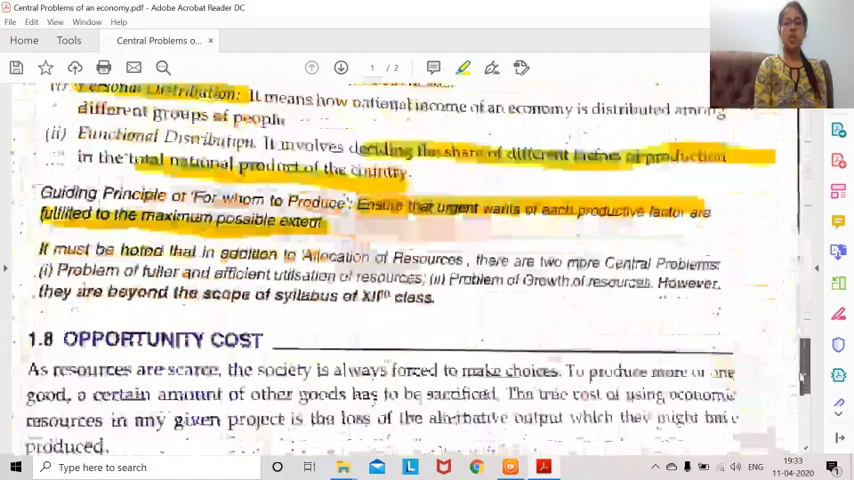 Central Problems of an economy.pdf - Adobe Acrobat Reader DC
File Edit View Window Help
Home Tools Central Problems o... ×
1 / 2
(i) Personal Distribution: It means how national income of an economy is distributed among
different groups of people.
(ii) Functional Distribution. It involves deciding the share of different factors of production
in the total national product of the country.
Guiding Principle of 'For whom to Produce': Ensure that urgent wants of each productive factor are
fulfilled to the maximum possible extent
It must be noted that in addition to 'Allocation of Resources, there are two more Central Problems:
(i) Problem of fuller and efficient utilisation of resources; (ii) Problem of Growth of resources. However,
they are beyond the scope of syllabus of XIIth class.
1.8 OPPORTUNITY COST
As resources are scarce, the society is always forced to make choices. To produce more of one
good, a certain amount of other goods has to be sacrificed. The true cost of using economic
resources in any given project is the loss of the alternative output which they might have
produced.
Type here to search
ENG
19:33
11-04-2020